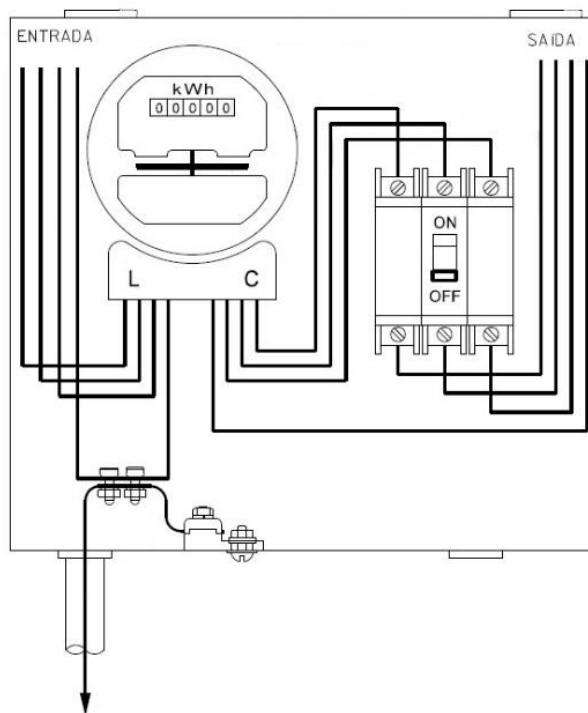 ENTRADA
SAÍDA
kWh
00000
L
C
ON
OFF